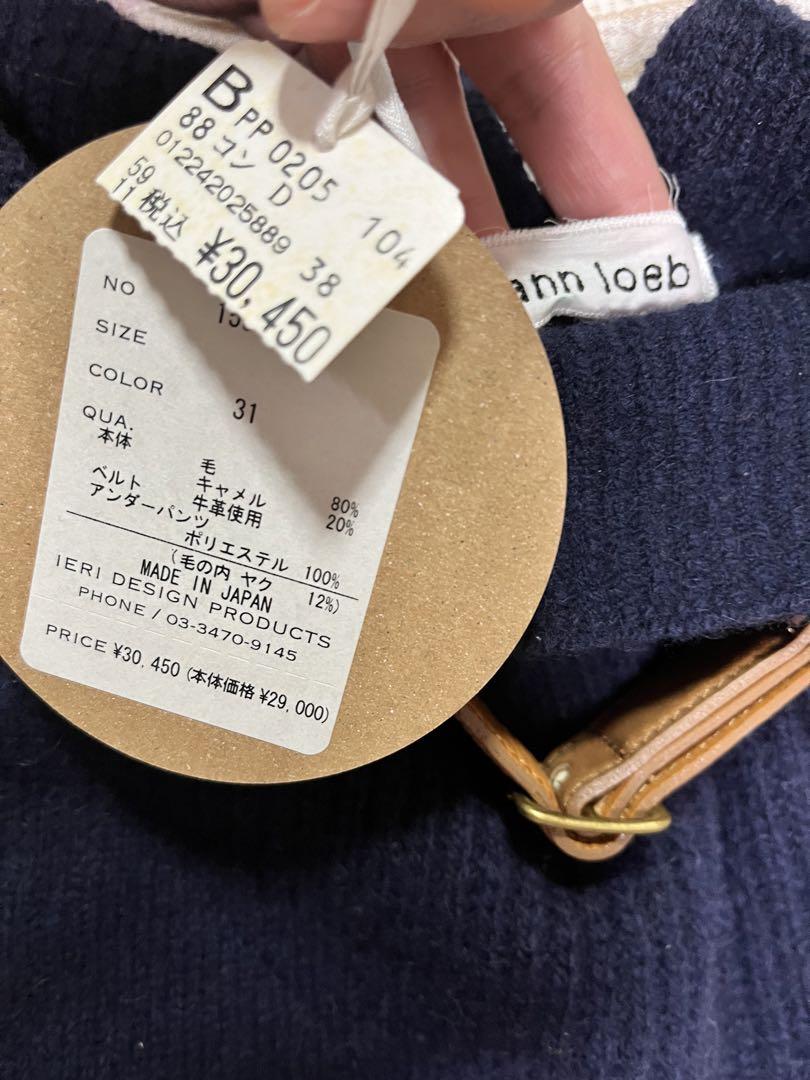 B PP 0205 104
88 コン D
012242025889 38
59
11 税込 ¥30,450
ann loeb
NO
SIZE
COLOR 31
QUA.
本体 毛 80%
キャメル 20%
ベルト 牛革使用
アンダーパンツ
ポリエステル 100%
(毛の内 ヤク 12%)
MADE IN JAPAN
IERI DESIGN PRODUCTS
PHONE / 03-3470-9145
PRICE ¥30,450 (本体価格 ¥29,000)